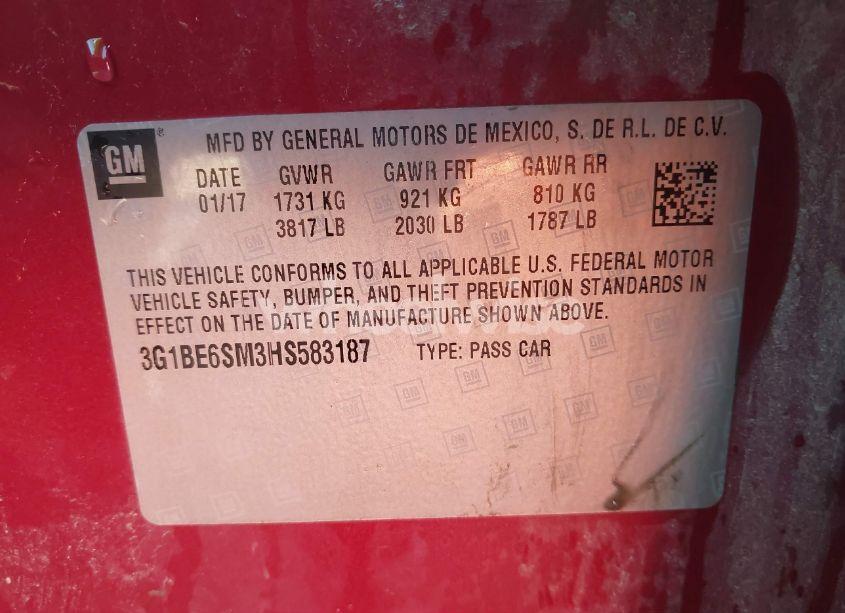 GM ® MFD BY GENERAL MOTORS DE MEXICO, S. DE R.L. DE C.V.
DATE GVWR GAWR FRT GAWR RR
01/17 1731 KG 921 KG 810 KG
3817 LB 2030 LB 1787 LB
THIS VEHICLE CONFORMS TO ALL APPLICABLE U.S. FEDERAL MOTOR
VEHICLE SAFETY, BUMPER, AND THEFT PREVENTION STANDARDS IN
EFFECT ON THE DATE OF MANUFACTURE SHOWN ABOVE.
3G1BE6SM3HS583187 TYPE: PASS CAR